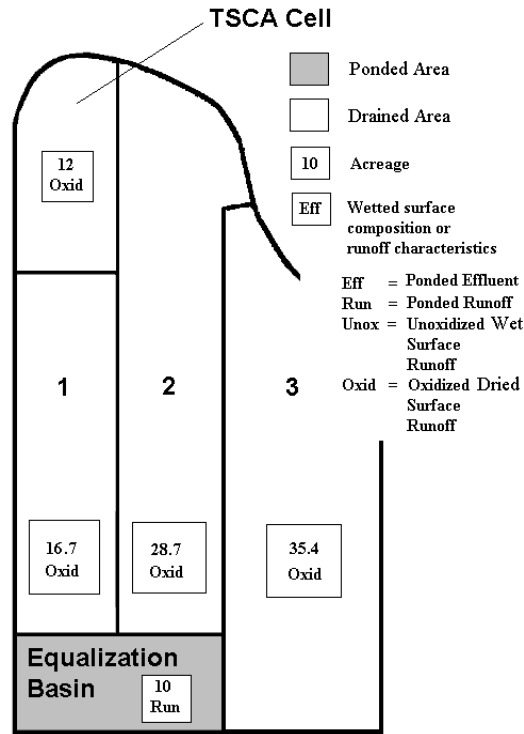 TSCA Cell
Ponded Area
Drained Area
10
Acreage
Eff
Wetted surface
composition or
runoff characteristics
Eff = Ponded Effluent
Run = Ponded Runoff
Unox = Unoxidized Wet
Surface
Runoff
Oxid = Oxidized Dried
Surface
Runoff
12
Oxid
1
2
3
16.7
Oxid
28.7
Oxid
35.4
Oxid
Equalization
Basin
10
Run